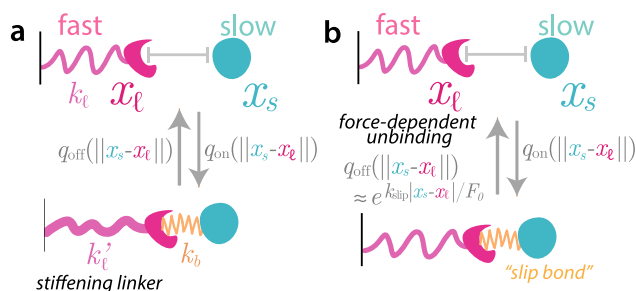 a
fast
slow
kℓ
xℓ
xs
qoff(||xs-xℓ||)
qon(||xs-xℓ||)
kℓ'
kb
stiffening linker
b
fast
slow
xℓ
xs
force-dependent
unbinding
qoff(||xs-xℓ||)
≈ e^kslip|xs-xℓ|/F0
qon(||xs-xℓ||)
"slip bond"